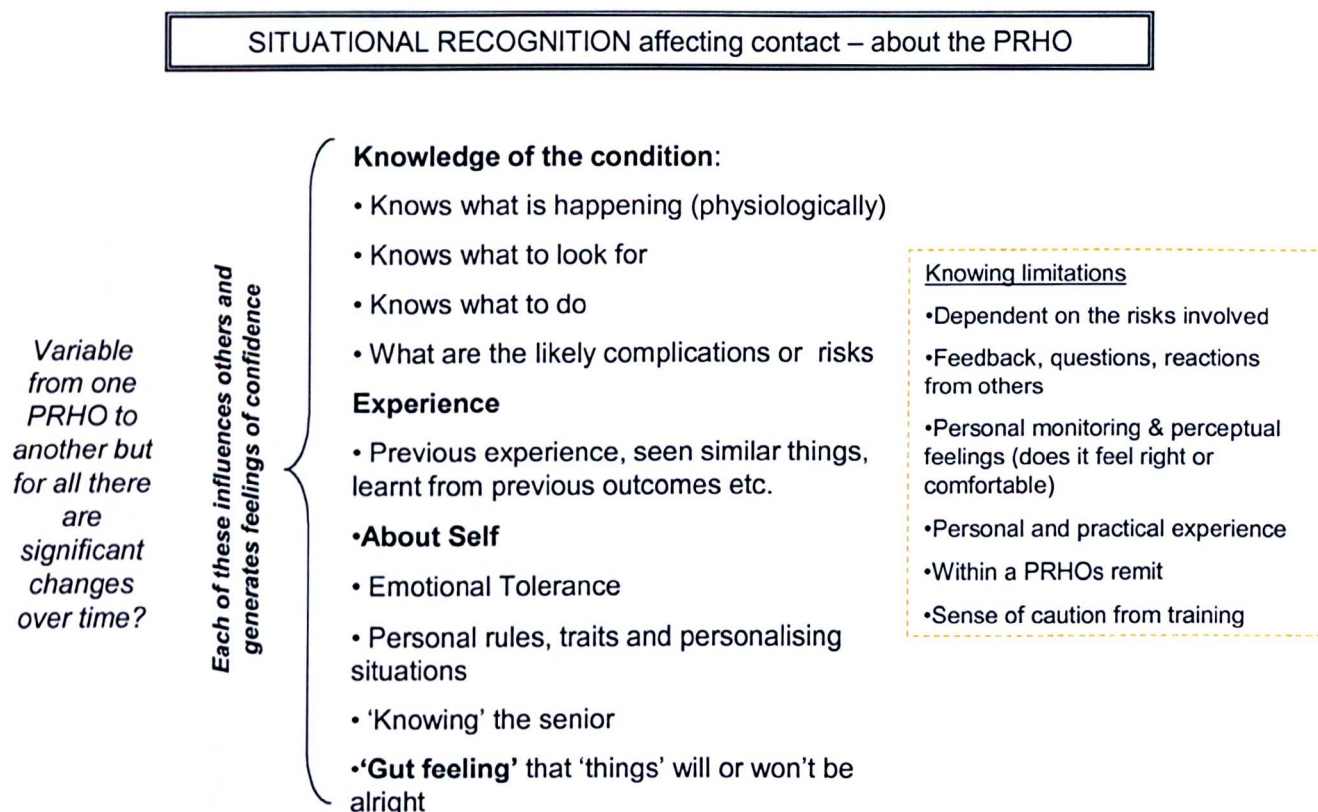 SITUATIONAL RECOGNITION affecting contact – about the PRHO
Variable
from one
PRHO to
another but
for all there
are
significant
changes
over time?
Each of these influences others and
generates feelings of confidence
Knowledge of the condition:
• Knows what is happening (physiologically)
• Knows what to look for
• Knows what to do
• What are the likely complications or risks
Experience
• Previous experience, seen similar things,
learnt from previous outcomes etc.
•About Self
• Emotional Tolerance
• Personal rules, traits and personalising
situations
• ‘Knowing’ the senior
•‘Gut feeling’ that ‘things’ will or won’t be
alright
Knowing limitations
•Dependent on the risks involved
•Feedback, questions, reactions
from others
•Personal monitoring & perceptual
feelings (does it feel right or
comfortable)
•Personal and practical experience
•Within a PRHOs remit
•Sense of caution from training